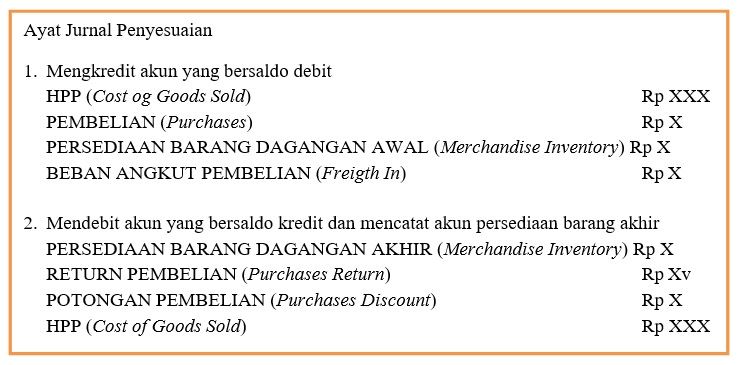 Ayat Jurnal Penyesuaian
1. Mengkredit akun yang bersaldo debit
HPP (Cost og Goods Sold) Rp XXX
PEMBELIAN (Purchases) Rp X
PERSEDIAAN BARANG DAGANGAN AWAL (Merchandise Inventory) Rp X
BEBAN ANGKUT PEMBELIAN (Freigth In) Rp X
2. Mendebit akun yang bersaldo kredit dan mencatat akun persediaan barang akhir
PERSEDIAAN BARANG DAGANGAN AKHIR (Merchandise Inventory) Rp X
RETURN PEMBELIAN (Purchases Return) Rp Xv
POTONGAN PEMBELIAN (Purchases Discount) Rp X
HPP (Cost of Goods Sold) Rp XXX